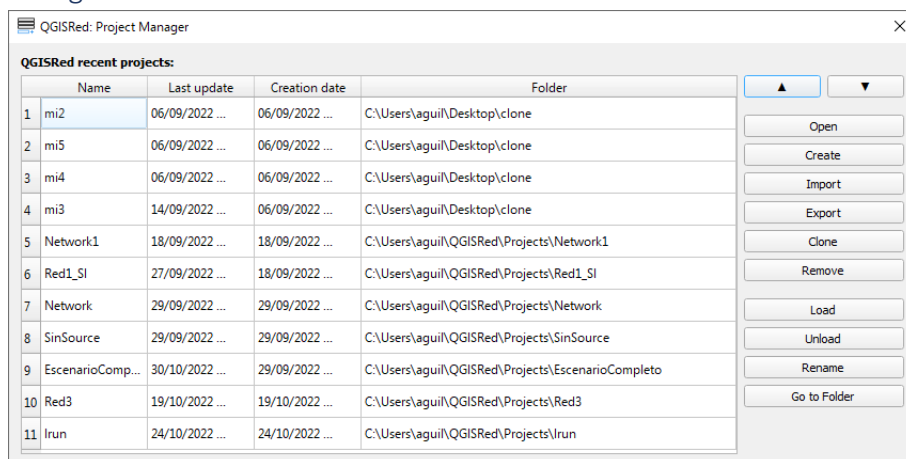 QGISRed: Project Manager
QGISRed recent projects:
Name Last update Creation date Folder
1 mi2 06/09/2022 ... 06/09/2022 ... C:\Users\aguil\Desktop\clone
2 mi5 06/09/2022 ... 06/09/2022 ... C:\Users\aguil\Desktop\clone
3 mi4 06/09/2022 ... 06/09/2022 ... C:\Users\aguil\Desktop\clone
4 mi3 14/09/2022 ... 06/09/2022 ... C:\Users\aguil\Desktop\clone
5 Network1 18/09/2022 ... 18/09/2022 ... C:\Users\aguil\QGISRed\Projects\Network1
6 Red1_SI 27/09/2022 ... 18/09/2022 ... C:\Users\aguil\QGISRed\Projects\Red1_SI
7 Network 29/09/2022 ... 29/09/2022 ... C:\Users\aguil\QGISRed\Projects\Network
8 SinSource 29/09/2022 ... 29/09/2022 ... C:\Users\aguil\QGISRed\Projects\SinSource
9 EscenarioComp... 30/10/2022 ... 29/09/2022 ... C:\Users\aguil\QGISRed\Projects\EscenarioCompleto
10 Red3 19/10/2022 ... 19/10/2022 ... C:\Users\aguil\QGISRed\Projects\Red3
11 Irun 24/10/2022 ... 24/10/2022 ... C:\Users\aguil\QGISRed\Projects\Irun
Open
Create
Import
Export
Clone
Remove
Load
Unload
Rename
Go to Folder